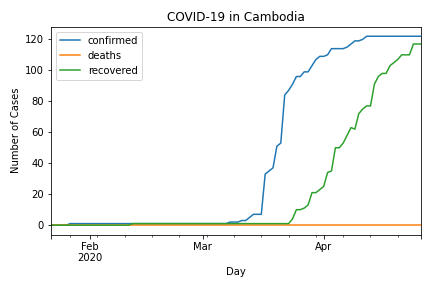 COVID-19 in Cambodia
confirmed
deaths
recovered
Number of Cases
120
100
80
60
40
20
0
Feb
2020
Mar
Apr
Day